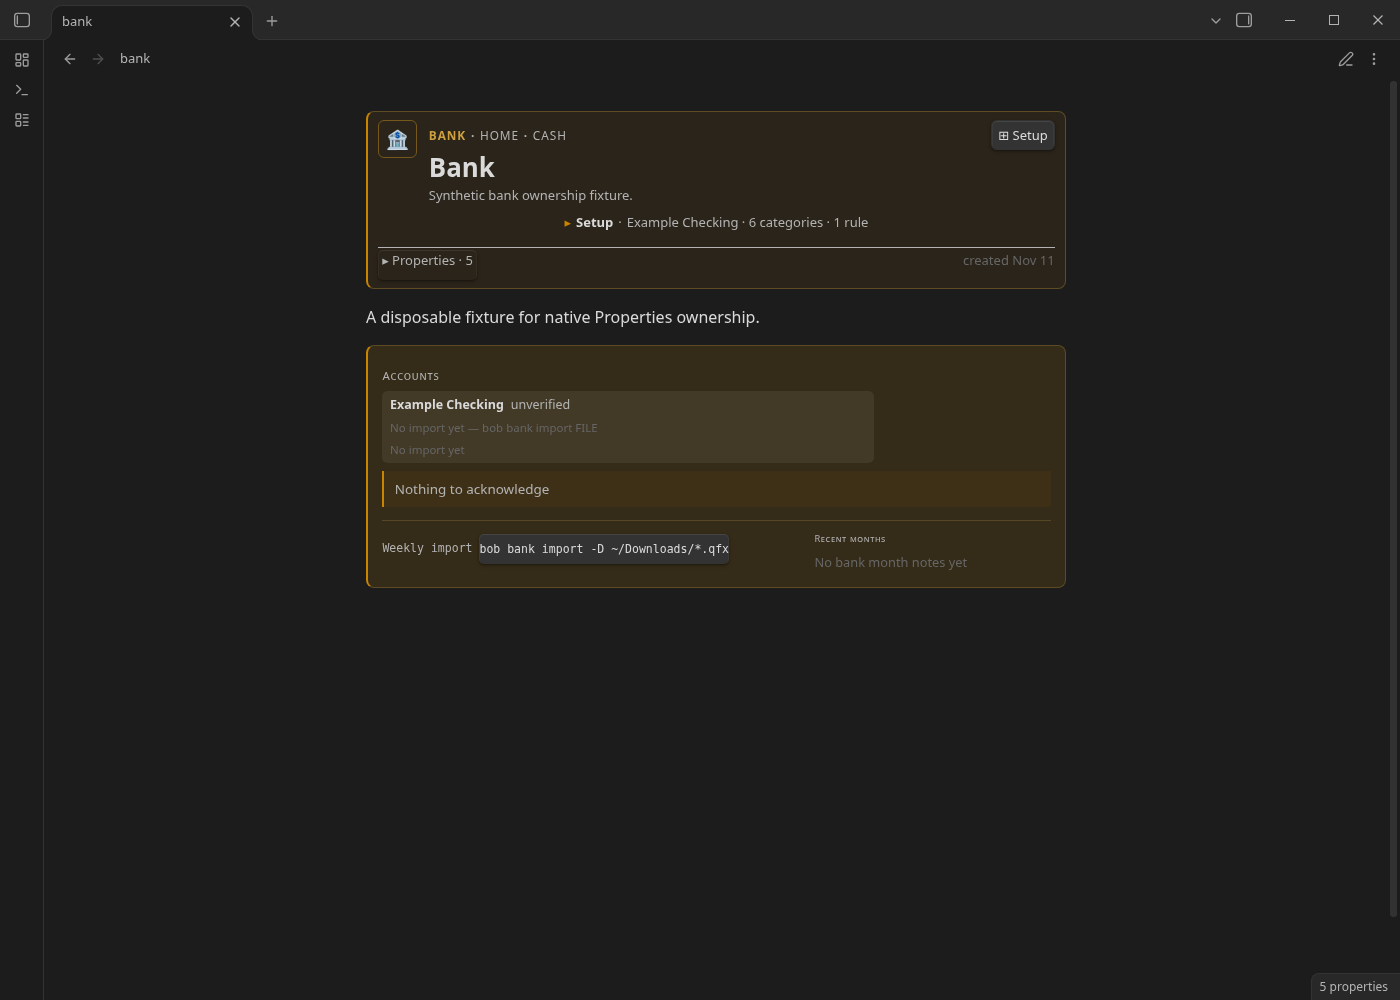 bank
bank
BANK · HOME · CASH
⊞ Setup
Bank
Synthetic bank ownership fixture.
▸ Setup · Example Checking · 6 categories · 1 rule
▸ Properties · 5
created Nov 11
A disposable fixture for native Properties ownership.
ACCOUNTS
Example Checking unverified
No import yet — bob bank import FILE
No import yet
Nothing to acknowledge
Weekly import bob bank import -D ~/Downloads/*.qfx
RECENT MONTHS
No bank month notes yet
5 properties